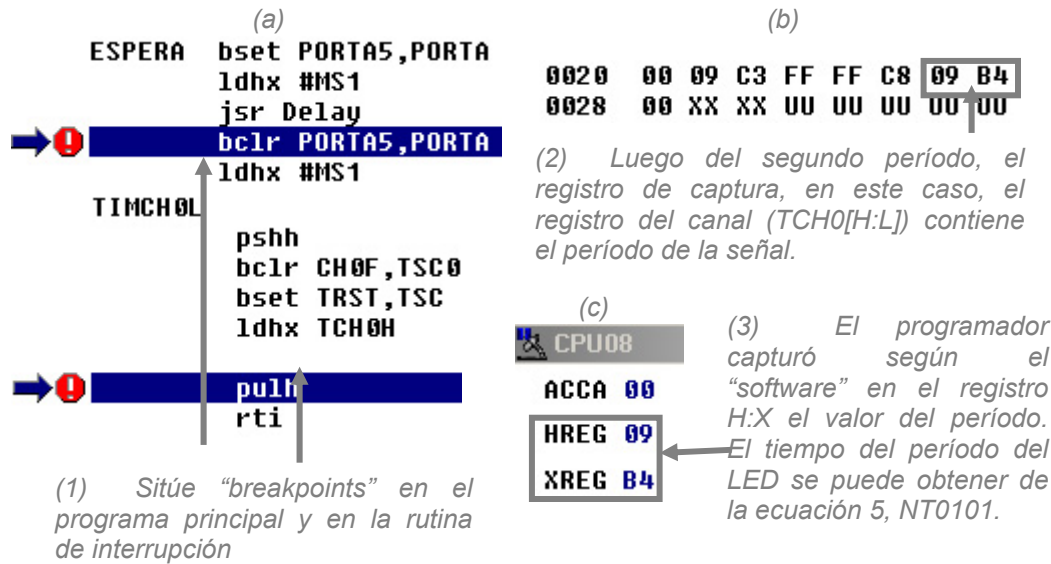 (a)
ESPERA bset PORTA5,PORTA
ldhx #MS1
jsr Delay
bclr PORTA5,PORTA
ldhx #MS1
TIMCH0L
pshh
bclr CH0F,TSC0
bset TRST,TSC
ldhx TCH0H
pulh
rti
(1) Sitúe “breakpoints” en el
programa principal y en la rutina
de interrupción
(b)
0020 00 09 C3 FF FF C8 09 B4
0028 00 XX XX UU UU UU UU UU
(2) Luego del segundo período, el
registro de captura, en este caso, el
registro del canal (TCH0[H:L]) contiene
el período de la señal.
(c)
CPU08
ACCA 00
HREG 09
XREG B4
(3) El programador
capturó según el
“software” en el registro
H:X el valor del período.
El tiempo del período del
LED se puede obtener de
la ecuación 5, NT0101.